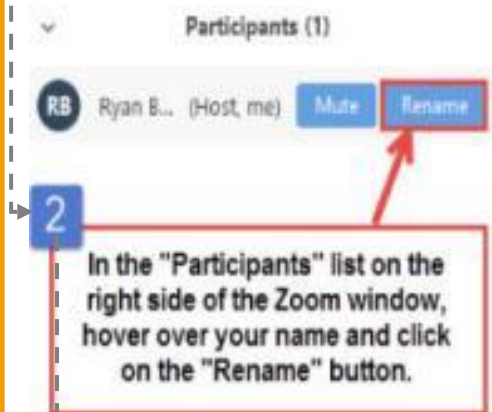 Participants (1)
RB Ryan B... (Host, me) Mute Rename
2
In the "Participants" list on the
right side of the Zoom window,
hover over your name and click
on the "Rename" button.